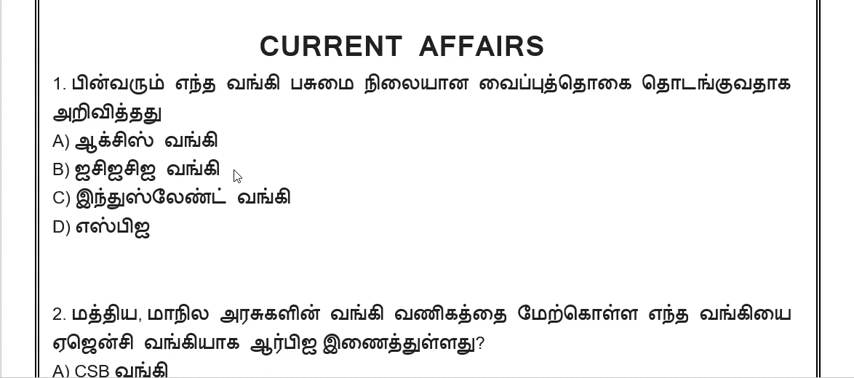 CURRENT AFFAIRS
1. பின்வரும் எந்த வங்கி பசுமை நிலையான வைப்புத்தொகை தொடங்குவதாக
அறிவித்தது
A) ஆக்சிஸ் வங்கி
B) ஐசிஐசிஐ வங்கி
C) இந்துஸ்லேண்ட் வங்கி
D) எஸ்பிஐ
2. மத்திய, மாநில அரசுகளின் வங்கி வணிகத்தை மேற்கொள்ள எந்த வங்கியை
ஏஜென்சி வங்கியாக ஆர்பிஐ இணைத்துள்ளது?
A) CSB வங்கி